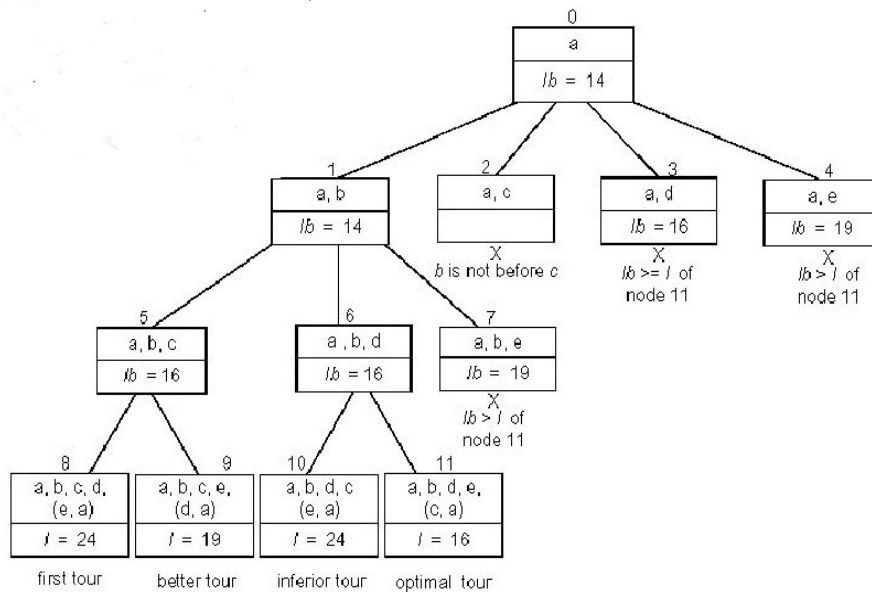 0
a
lb = 14
1
2
3
4
a, b
a, c
a, d
a, e
lb = 14
lb = 16
lb = 19
X
X
X
b is not before c
lb >= l of
node 11
lb > l of
node 11
5
6
7
a, b, c
a , b, d
a, b, e
lb = 16
lb = 16
lb = 19
X
lb > l of
node 11
8
9
10
11
a, b, c, d,
(e, a)
a, b, c, e,
(d, a)
a, b, d, c
(e, a)
a, b, d, e,
(c, a)
l = 24
l = 19
l = 24
l = 16
first tour
better tour
inferior tour
optimal tour